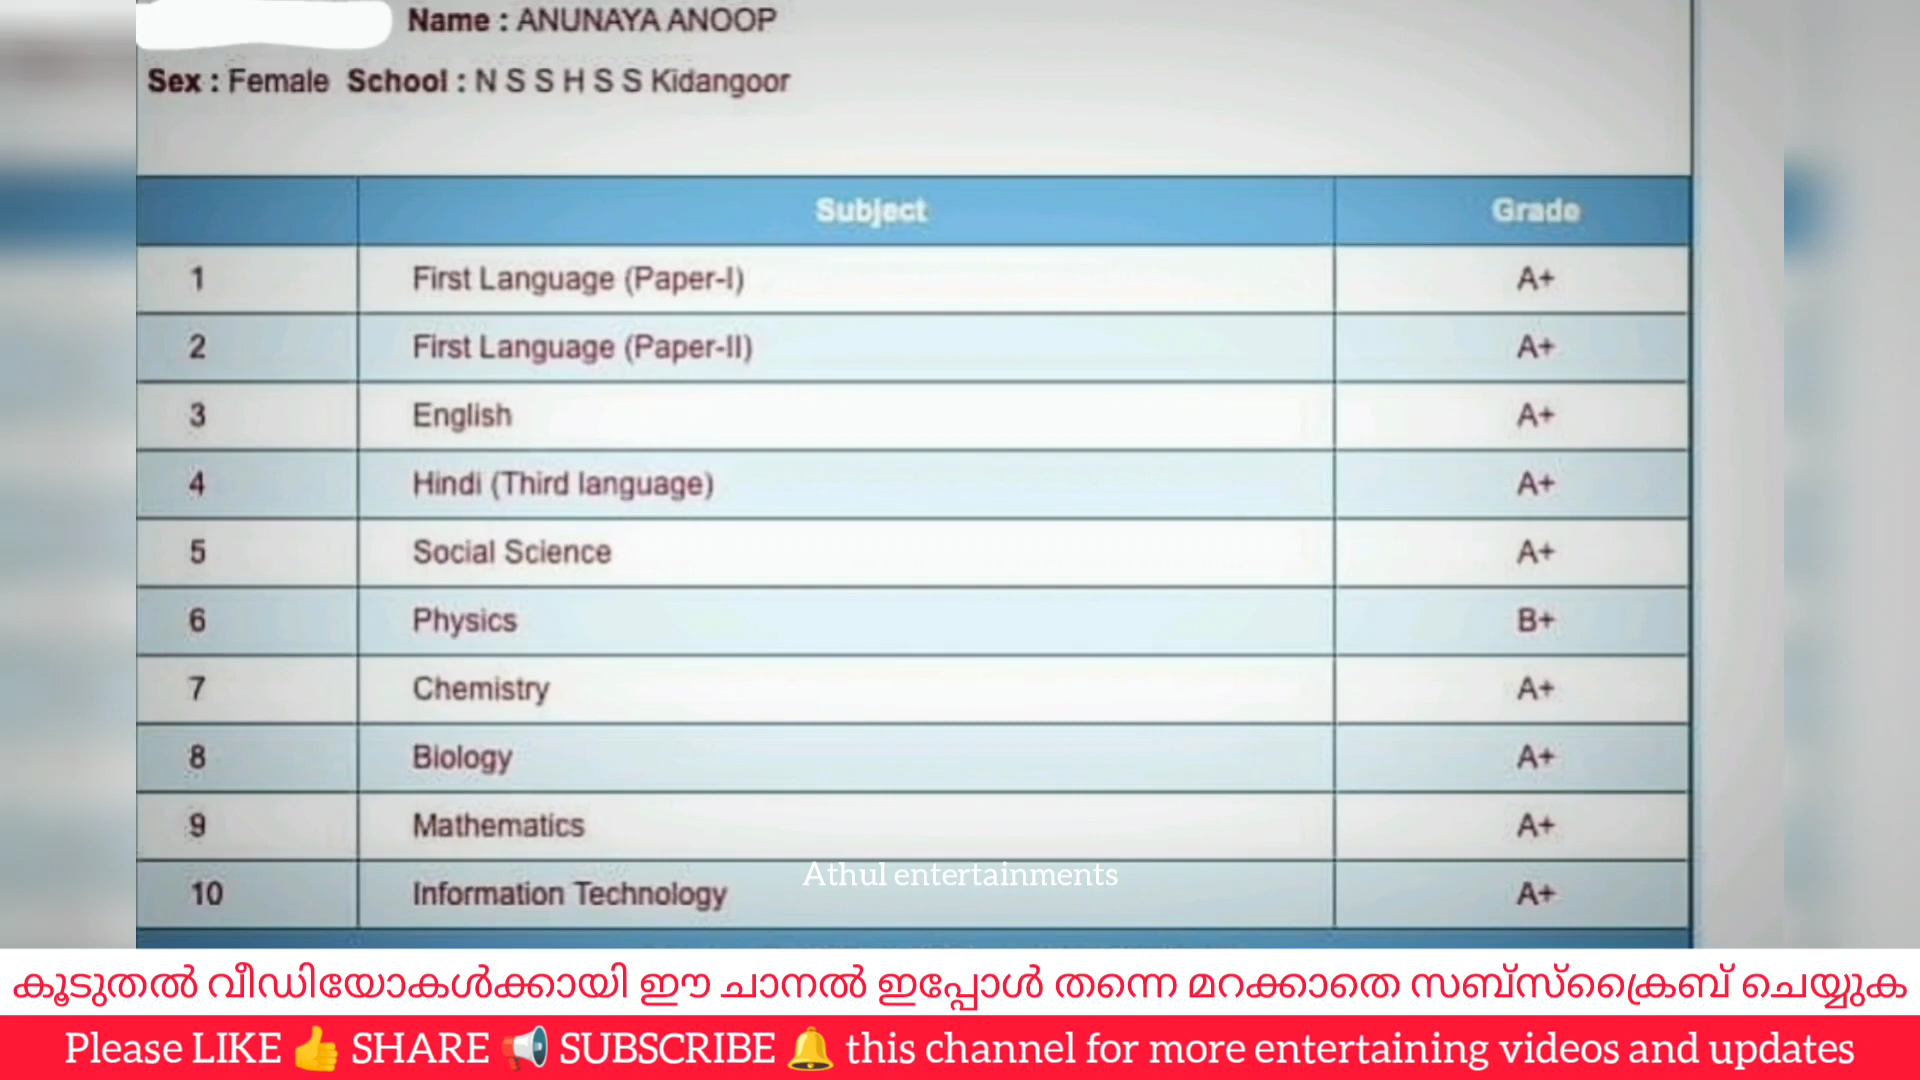 Name : ANUNAYA ANOOP
Sex : Female School : N S S H S S Kidangoor
Subject Grade
1 First Language (Paper-I) A+
2 First Language (Paper-II) A+
3 English A+
4 Hindi (Third language) A+
5 Social Science A+
6 Physics B+
7 Chemistry A+
8 Biology A+
9 Mathematics A+
Athul entertainments
10 Information Technology A+
കൂടുതൽ വീഡിയോകൾക്കായി ഈ ചാനൽ ഇപ്പോൾ തന്നെ മറക്കാതെ സബ്സ്ക്രൈബ് ചെയ്യുക
Please LIKE 👍 SHARE 📢 SUBSCRIBE 🔔 this channel for more entertaining videos and updates